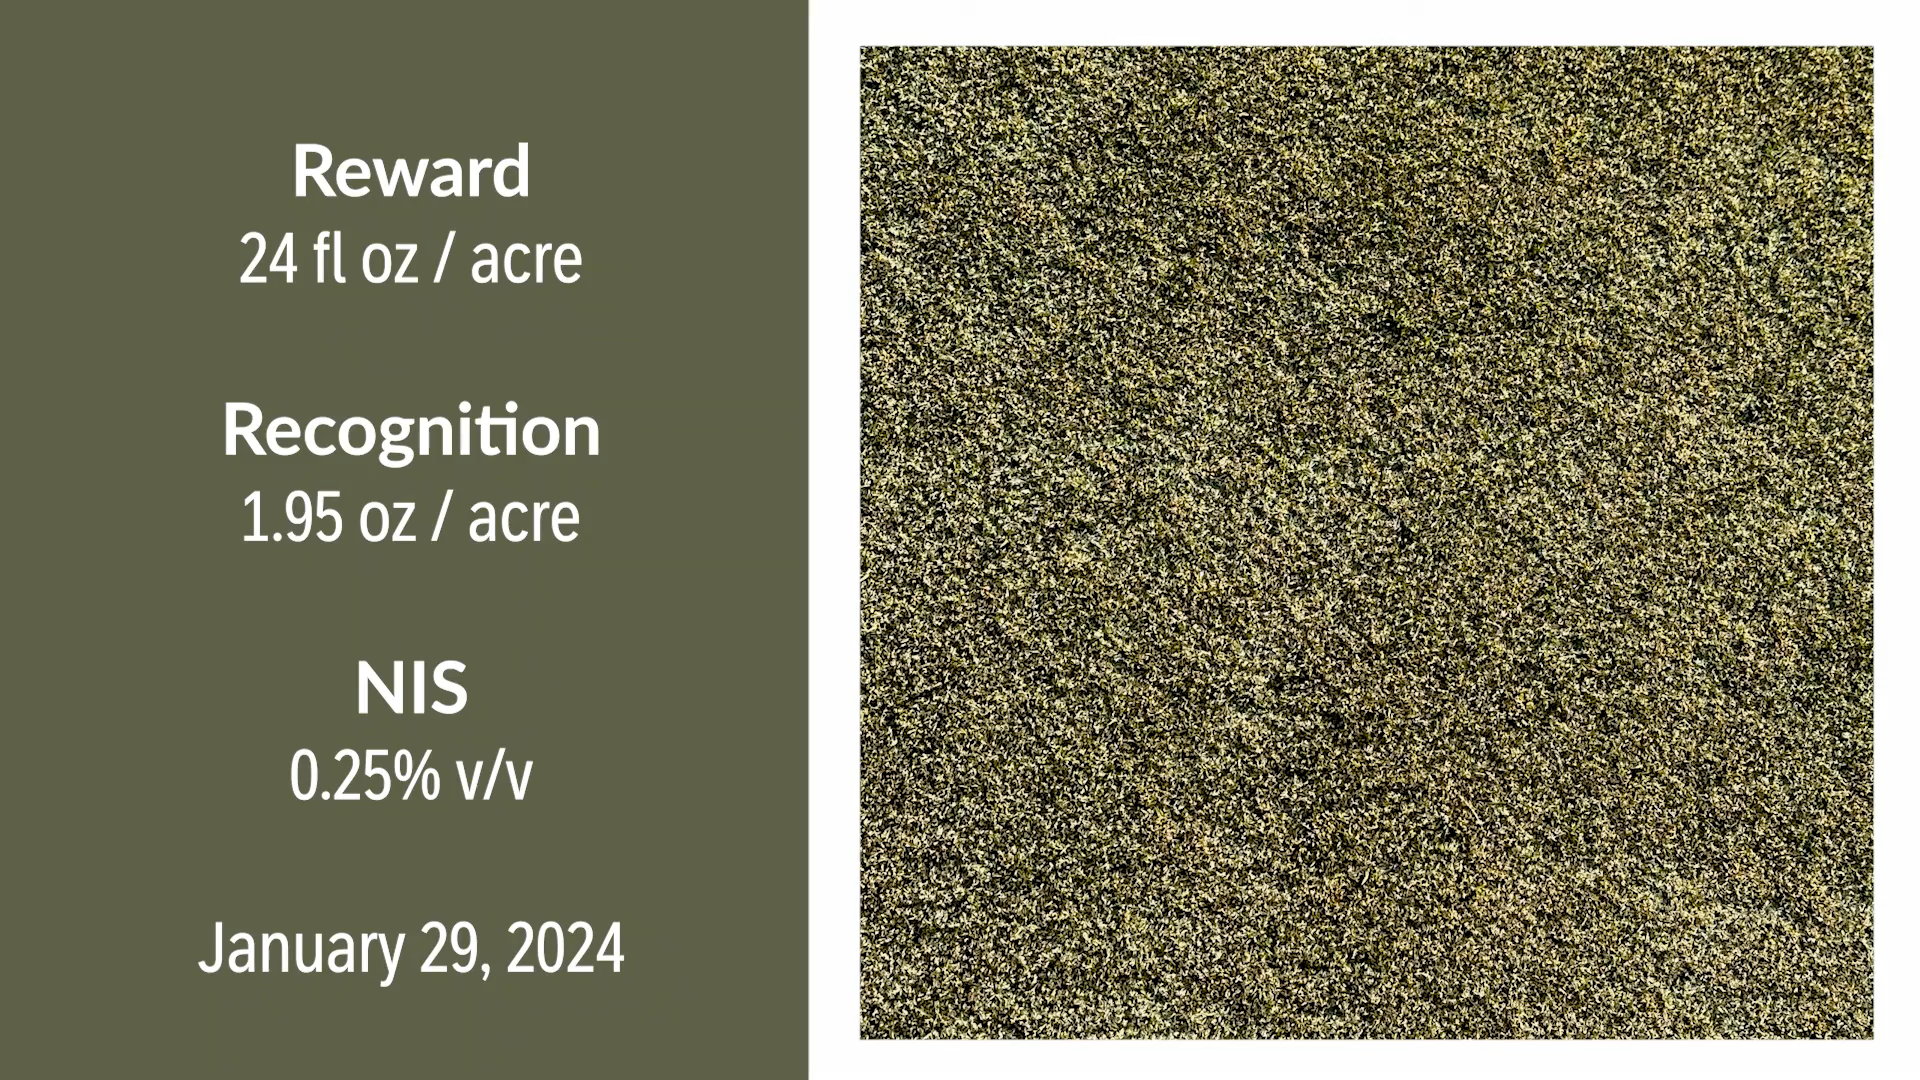 Reward
24 fl oz / acre
Recognition
1.95 oz / acre
NIS
0.25% v/v
January 29, 2024